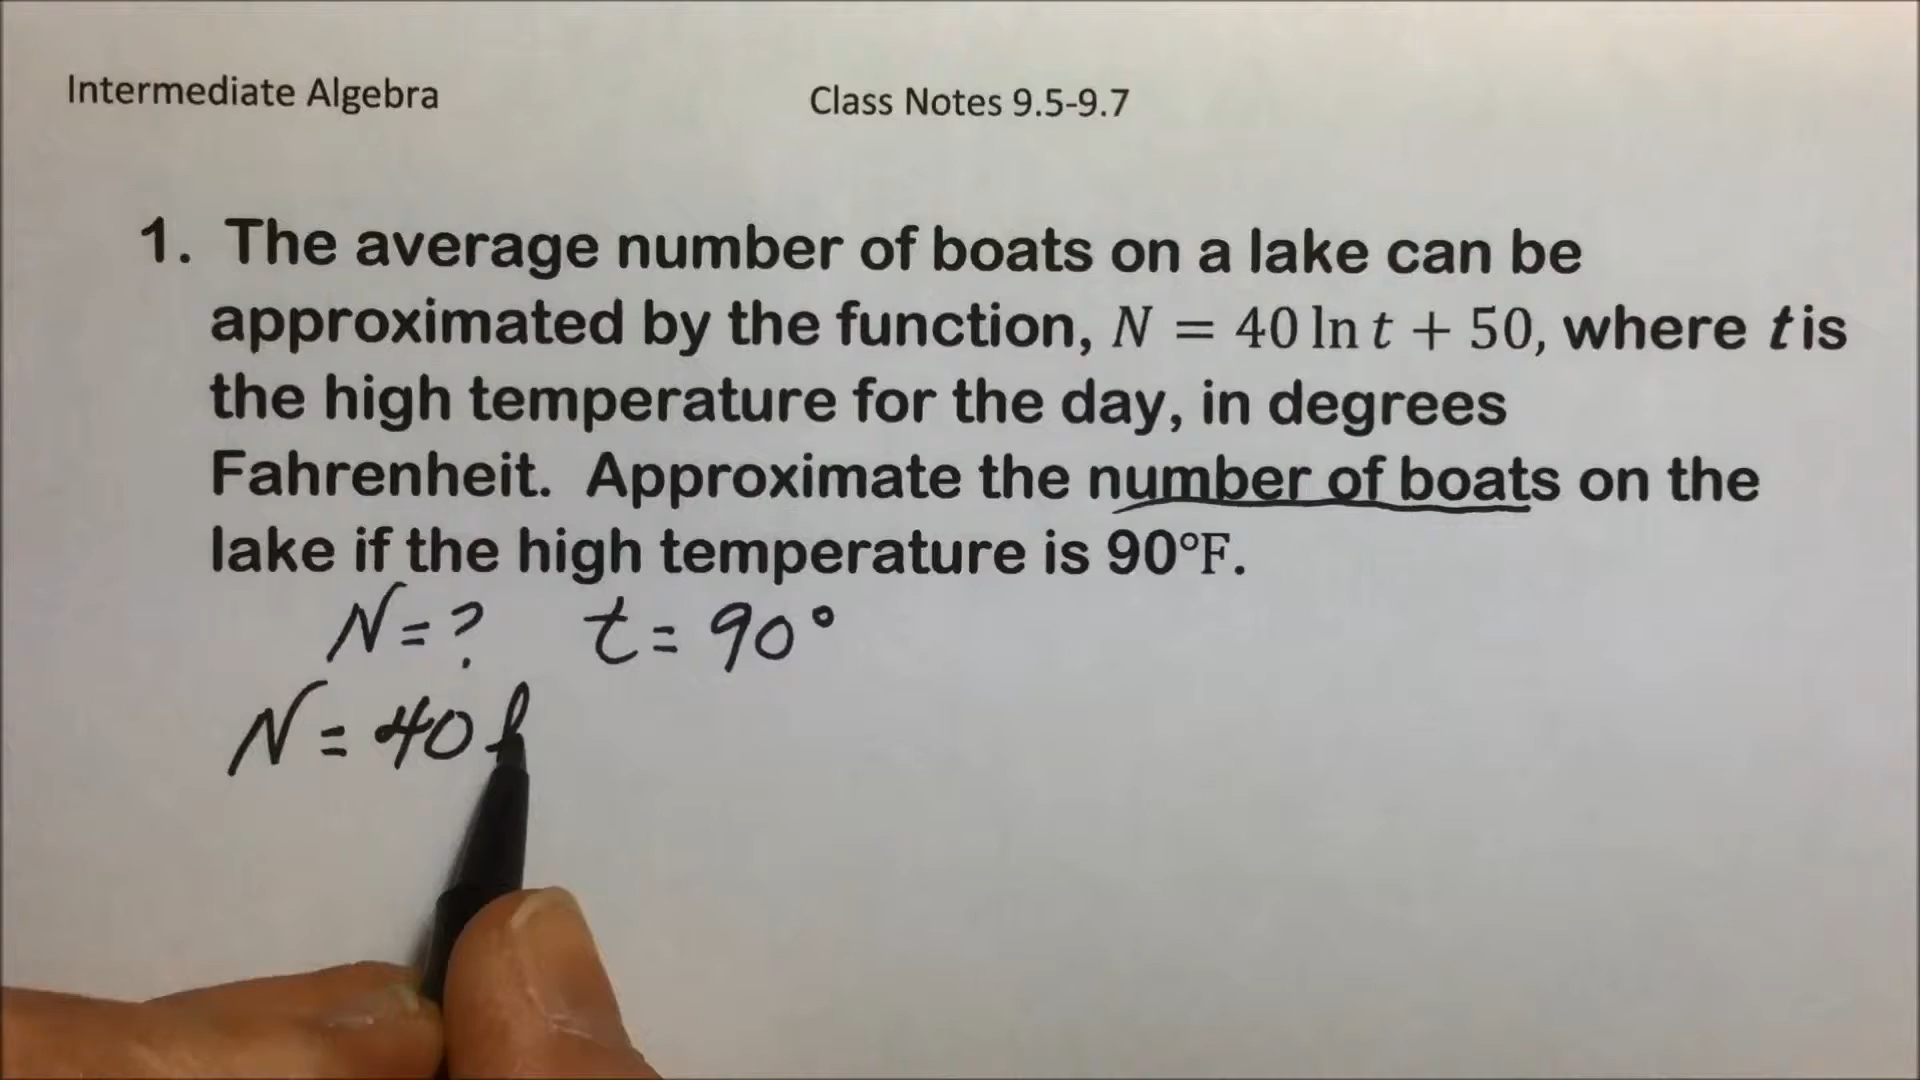 Intermediate Algebra
Class Notes 9.5-9.7
1. The average number of boats on a lake can be
approximated by the function, N = 40 ln t + 50, where t is
the high temperature for the day, in degrees
Fahrenheit. Approximate the number of boats on the
lake if the high temperature is 90°F.
N = ? t = 90°
N = 40 l